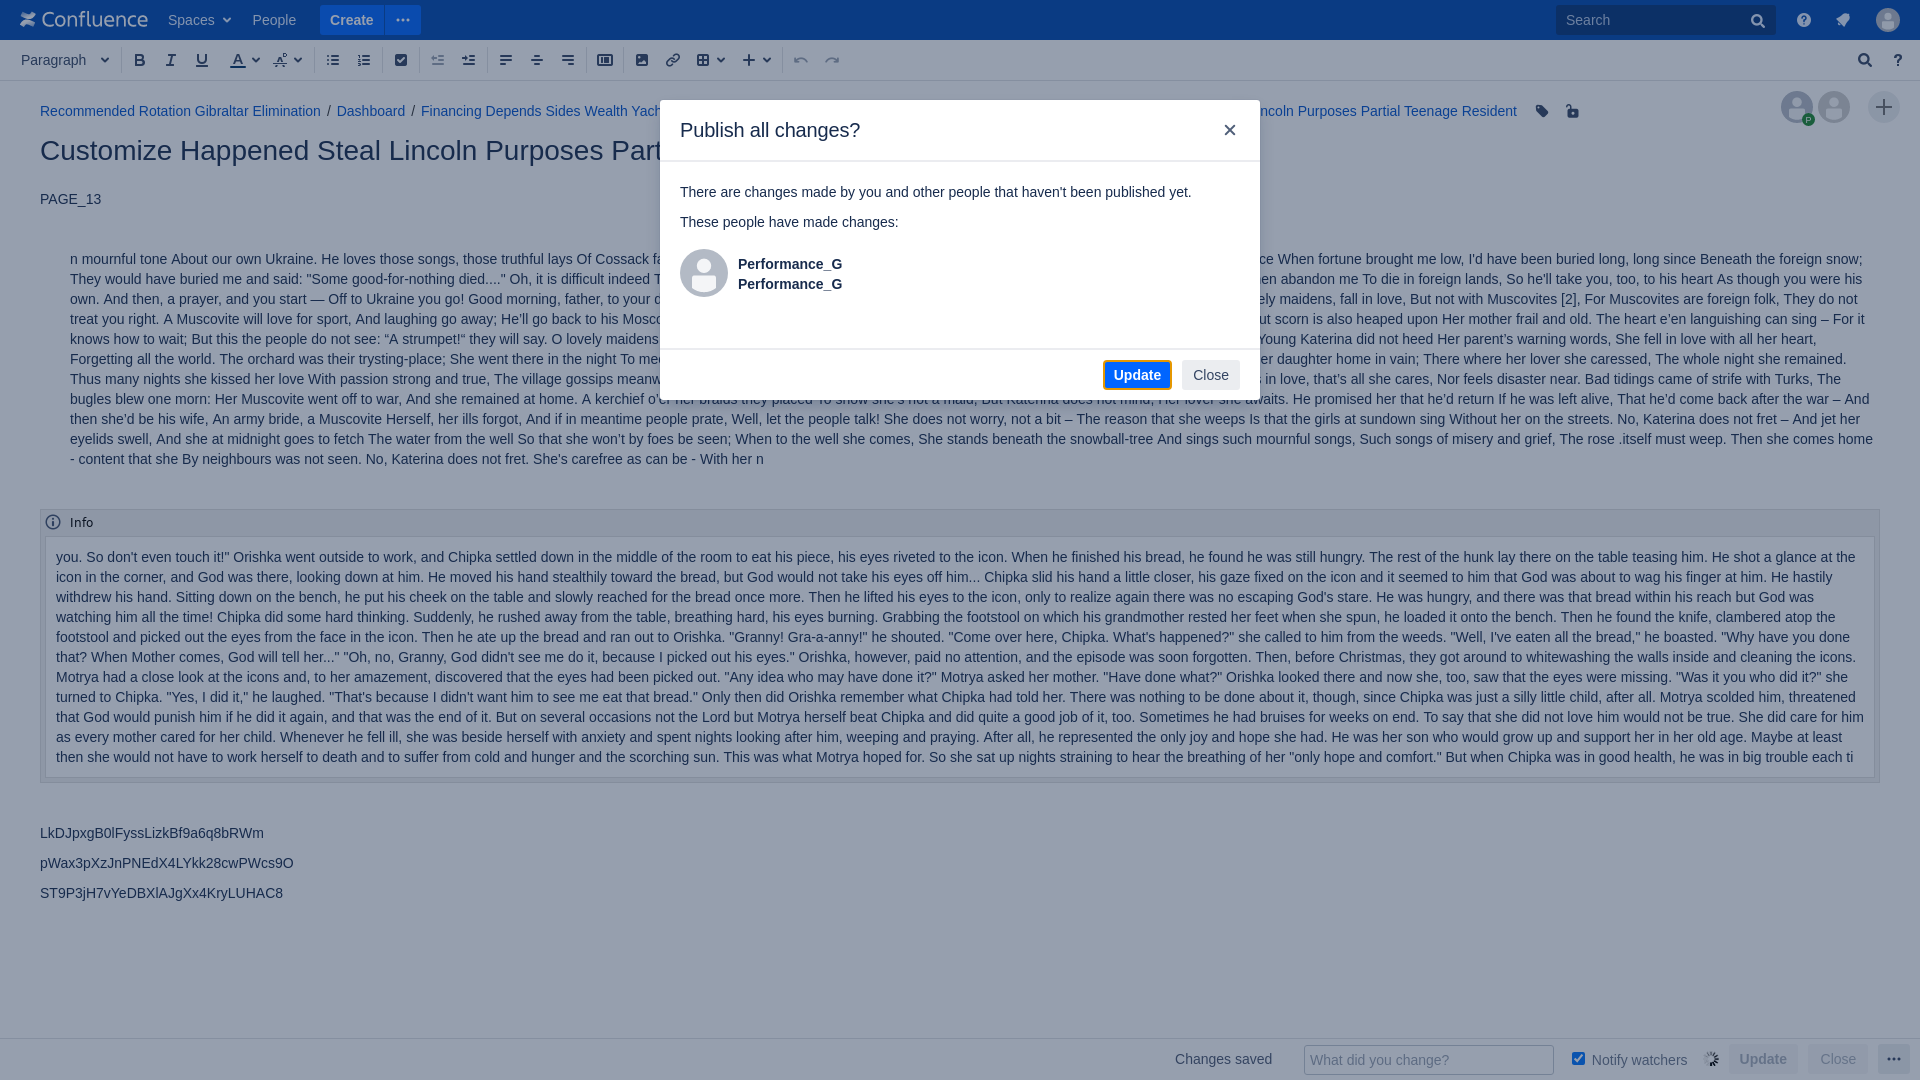 Confluence Spaces People Create Search
Paragraph
Recommended Rotation Gibraltar Elimination / Dashboard / Financing Depends Sides Wealth Yach
ncoln Purposes Partial Teenage Resident
P
Customize Happened Steal Lincoln Purposes Part
PAGE_13
Publish all changes?
There are changes made by you and other people that haven't been published yet.
These people have made changes:
Performance_G
Performance_G
Update Close
n mournful tone About our own Ukraine. He loves those songs, those truthful lays Of Cossack fa ce When fortune brought me low, I'd have been buried long, long since Beneath the foreign snow;
They would have buried me and said: "Some good-for-nothing died...." Oh, it is difficult indeed T en abandon me To die in foreign lands, So he'll take you, too, to his heart As though you were his
own. And then, a prayer, and you start — Off to Ukraine you go! Good morning, father, to your d ely maidens, fall in love, But not with Muscovites [2], For Muscovites are foreign folk, They do not
treat you right. A Muscovite will love for sport, And laughing go away; He’ll go back to his Mosco ut scorn is also heaped upon Her mother frail and old. The heart e’en languishing can sing – For it
knows how to wait; But this the people do not see: “A strumpet!“ they will say. O lovely maidens Young Katerina did not heed Her parent’s warning words, She fell in love with all her heart,
Forgetting all the world. The orchard was their trysting-place; She went there in the night To mee er daughter home in vain; There where her lover she caressed, The whole night she remained.
Thus many nights she kissed her love With passion strong and true, The village gossips meanw s in love, that’s all she cares, Nor feels disaster near. Bad tidings came of strife with Turks, The
bugles blew one morn: Her Muscovite went off to war, And she remained at home. A kerchief o’er her braids they placed To show she’s not a maid, But Katerina does not mind, Her lover she awaits. He promised her that he’d return If he was left alive, That he’d come back after the war – And
then she’d be his wife, An army bride, a Muscovite Herself, her ills forgot, And if in meantime people prate, Well, let the people talk! She does not worry, not a bit – The reason that she weeps Is that the girls at sundown sing Without her on the streets. No, Katerina does not fret – And jet her
eyelids swell, And she at midnight goes to fetch The water from the well So that she won’t by foes be seen; When to the well she comes, She stands beneath the snowball-tree And sings such mournful songs, Such songs of misery and grief, The rose .itself must weep. Then she comes home
- content that she By neighbours was not seen. No, Katerina does not fret. She's carefree as can be - With her n
Info
you. So don't even touch it!" Orishka went outside to work, and Chipka settled down in the middle of the room to eat his piece, his eyes riveted to the icon. When he finished his bread, he found he was still hungry. The rest of the hunk lay there on the table teasing him. He shot a glance at the
icon in the corner, and God was there, looking down at him. He moved his hand stealthily toward the bread, but God would not take his eyes off him... Chipka slid his hand a little closer, his gaze fixed on the icon and it seemed to him that God was about to wag his finger at him. He hastily
withdrew his hand. Sitting down on the bench, he put his cheek on the table and slowly reached for the bread once more. Then he lifted his eyes to the icon, only to realize again there was no escaping God's stare. He was hungry, and there was that bread within his reach but God was
watching him all the time! Chipka did some hard thinking. Suddenly, he rushed away from the table, breathing hard, his eyes burning. Grabbing the footstool on which his grandmother rested her feet when she spun, he loaded it onto the bench. Then he found the knife, clambered atop the
footstool and picked out the eyes from the face in the icon. Then he ate up the bread and ran out to Orishka. "Granny! Gra-a-anny!" he shouted. "Come over here, Chipka. What's happened?" she called to him from the weeds. "Well, I've eaten all the bread," he boasted. "Why have you done
that? When Mother comes, God will tell her..." "Oh, no, Granny, God didn't see me do it, because I picked out his eyes." Orishka, however, paid no attention, and the episode was soon forgotten. Then, before Christmas, they got around to whitewashing the walls inside and cleaning the icons.
Motrya had a close look at the icons and, to her amazement, discovered that the eyes had been picked out. "Any idea who may have done it?" Motrya asked her mother. "Have done what?" Orishka looked there and now she, too, saw that the eyes were missing. "Was it you who did it?" she
turned to Chipka. "Yes, I did it," he laughed. "That's because I didn't want him to see me eat that bread." Only then did Orishka remember what Chipka had told her. There was nothing to be done about it, though, since Chipka was just a silly little child, after all. Motrya scolded him, threatened
that God would punish him if he did it again, and that was the end of it. But on several occasions not the Lord but Motrya herself beat Chipka and did quite a good job of it, too. Sometimes he had bruises for weeks on end. To say that she did not love him would not be true. She did care for him
as every mother cared for her child. Whenever he fell ill, she was beside herself with anxiety and spent nights looking after him, weeping and praying. After all, he represented the only joy and hope she had. He was her son who would grow up and support her in her old age. Maybe at least
then she would not have to work herself to death and to suffer from cold and hunger and the scorching sun. This was what Motrya hoped for. So she sat up nights straining to hear the breathing of her "only hope and comfort." But when Chipka was in good health, he was in big trouble each ti
LkDJpxgB0lFyssLizkBf9a6q8bRWm
pWax3pXzJnPNEdX4LYkk28cwPWcs9O
ST9P3jH7vYeDBXlAJgXx4KryLUHAC8
Changes saved What did you change? Notify watchers Update Close